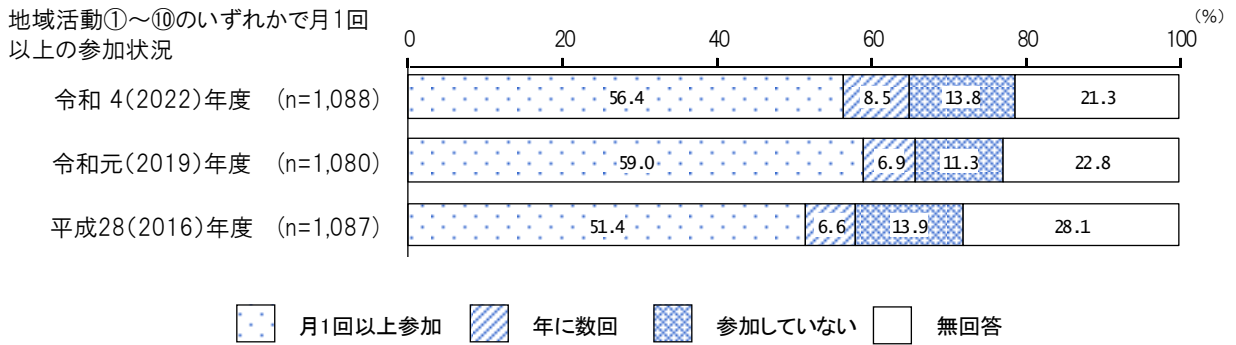 地域活動①～⑩のいずれかで月1回
以上の参加状況
(%)
0 20 40 60 80 100
令和 4(2022)年度 (n=1,088) 56.4 8.5 13.8 21.3
令和元(2019)年度 (n=1,080) 59.0 6.9 11.3 22.8
平成28(2016)年度 (n=1,087) 51.4 6.6 13.9 28.1
月1回以上参加 年に数回 参加していない 無回答